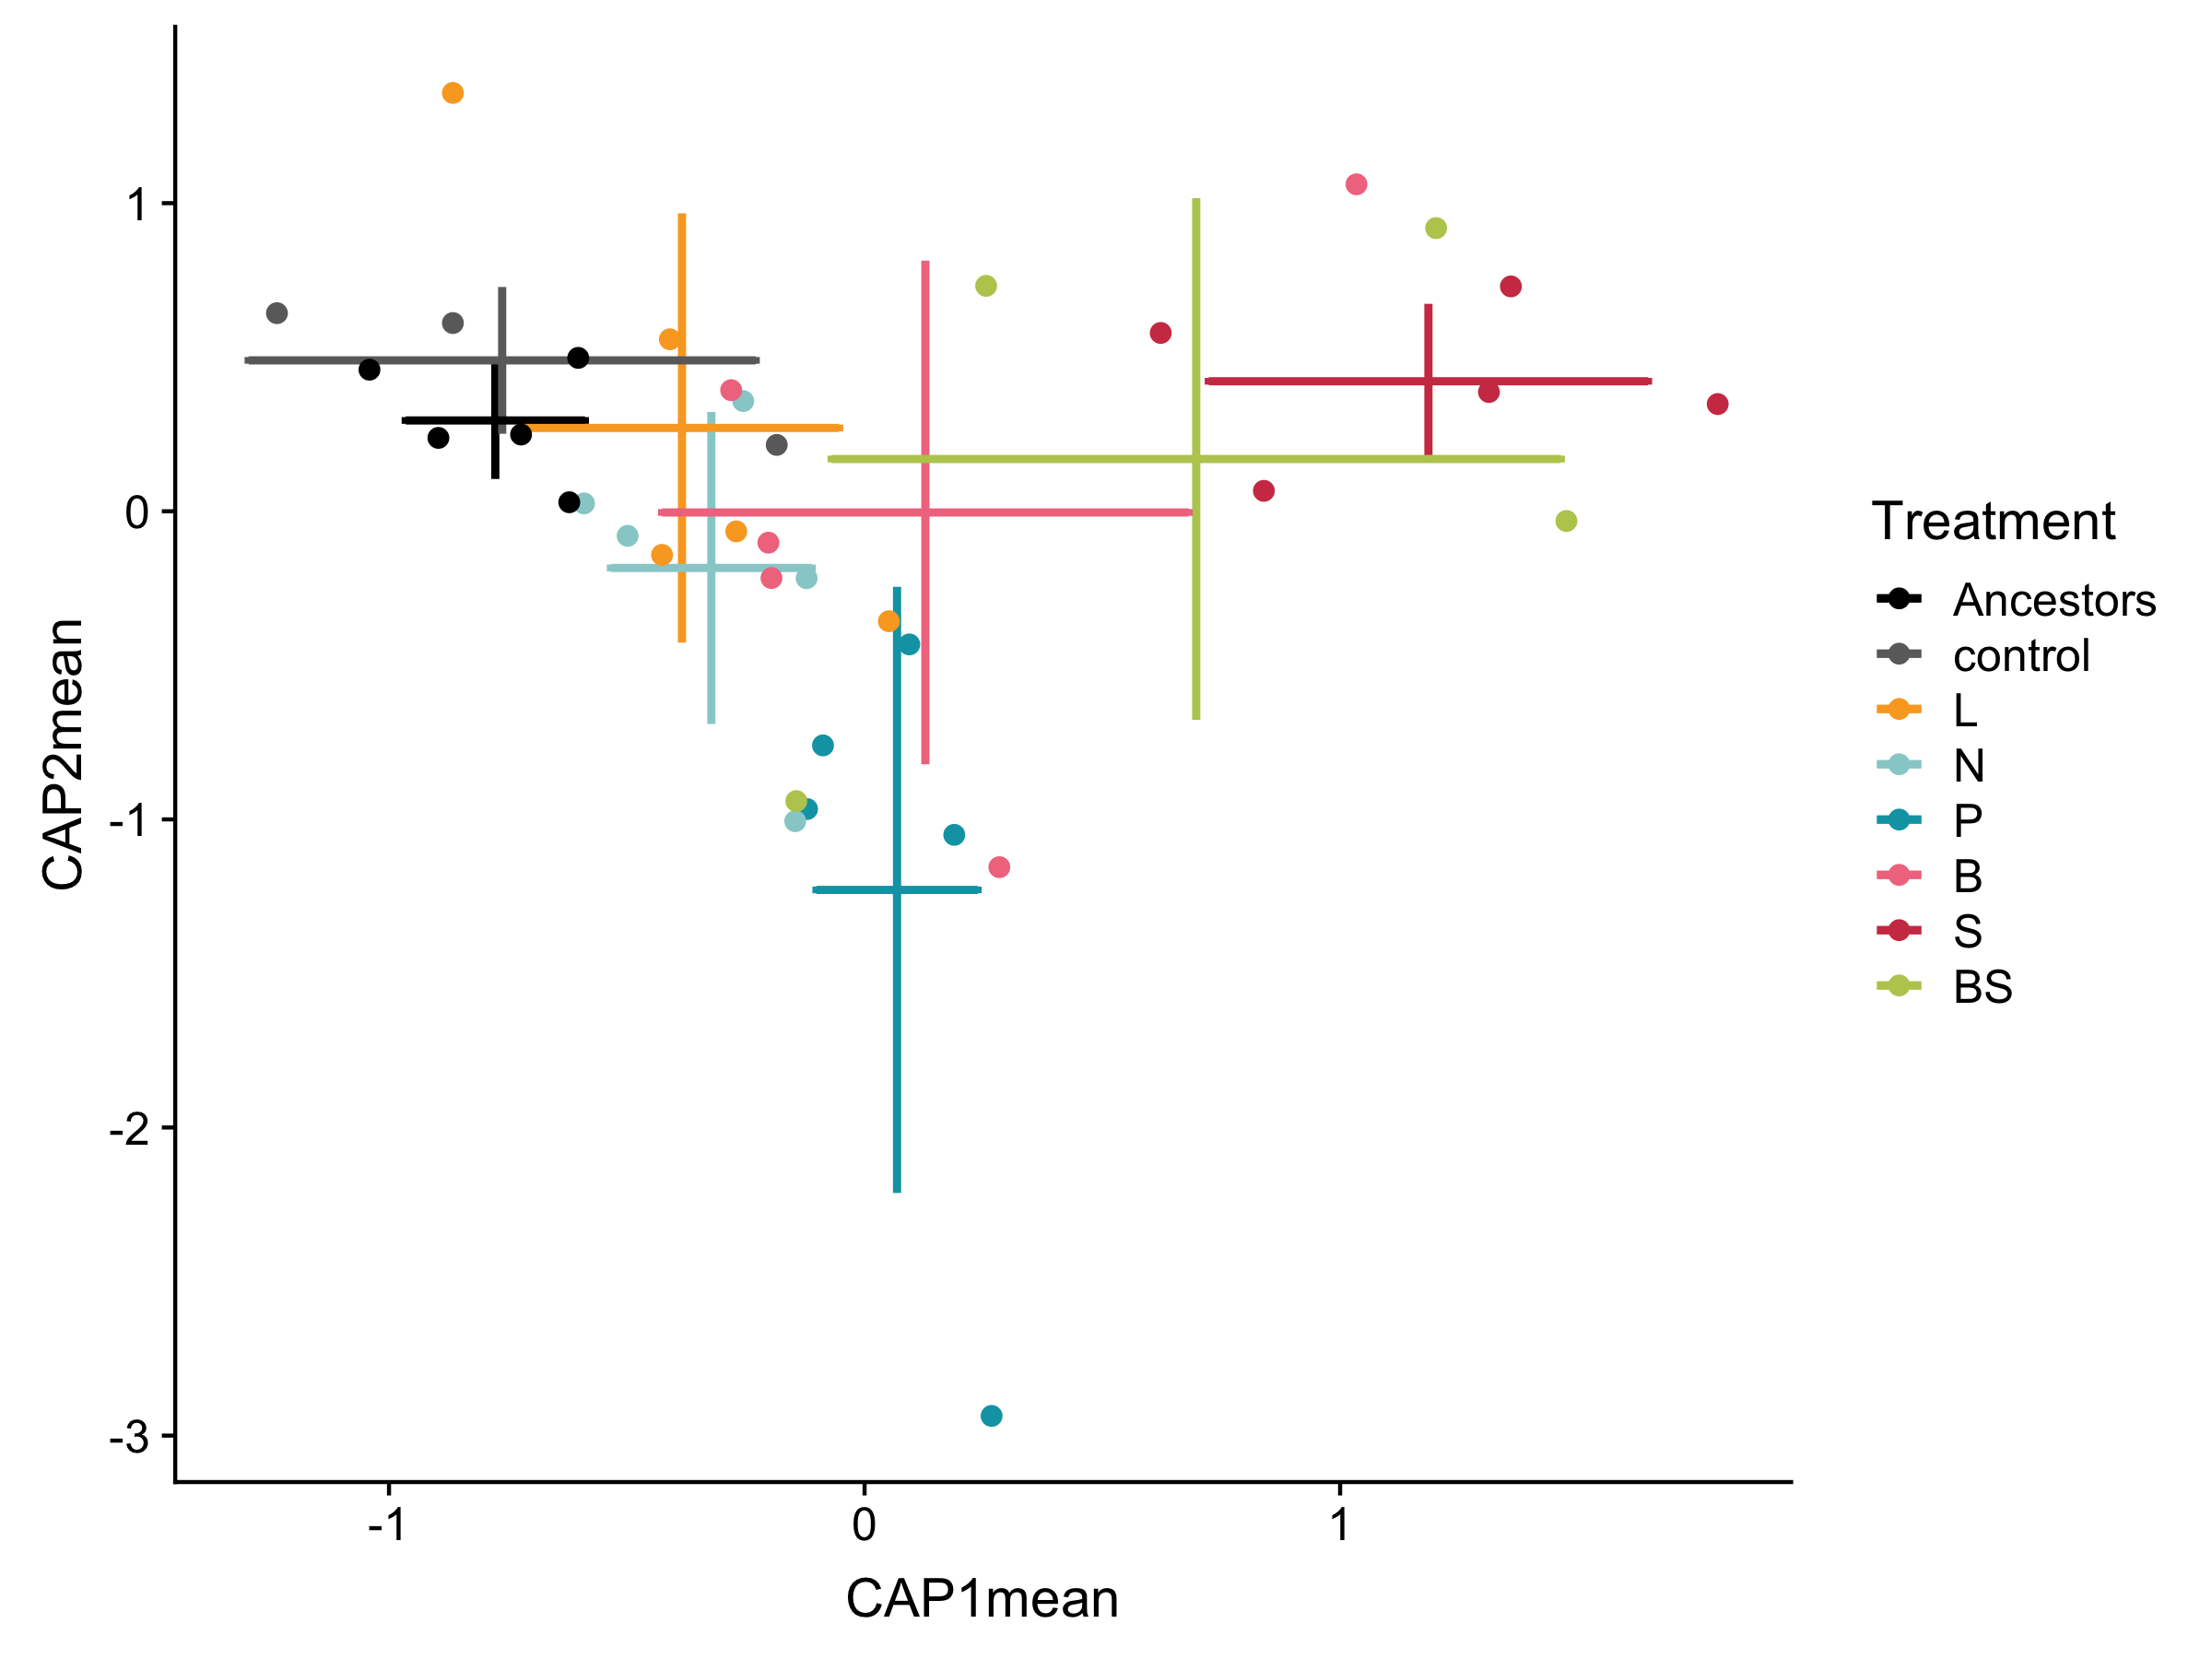 1
0
-1
-2
-3
CAP2mean
-1
0
1
CAP1mean
Treatment
Ancestors
control
L
N
P
B
S
BS